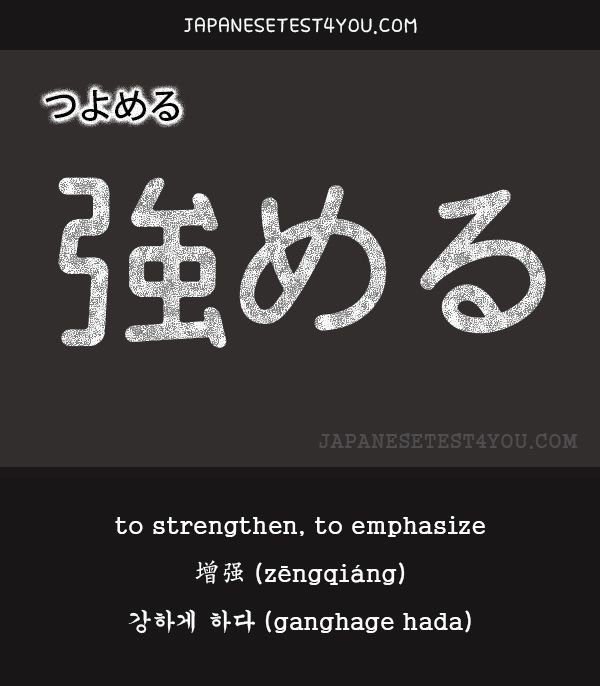 JAPANESETEST4YOU.COM
つよめる
強める
JAPANESETEST4YOU.COM
to strengthen, to emphasize
增强 (zēngqiáng)
강하게 하다 (ganghage hada)